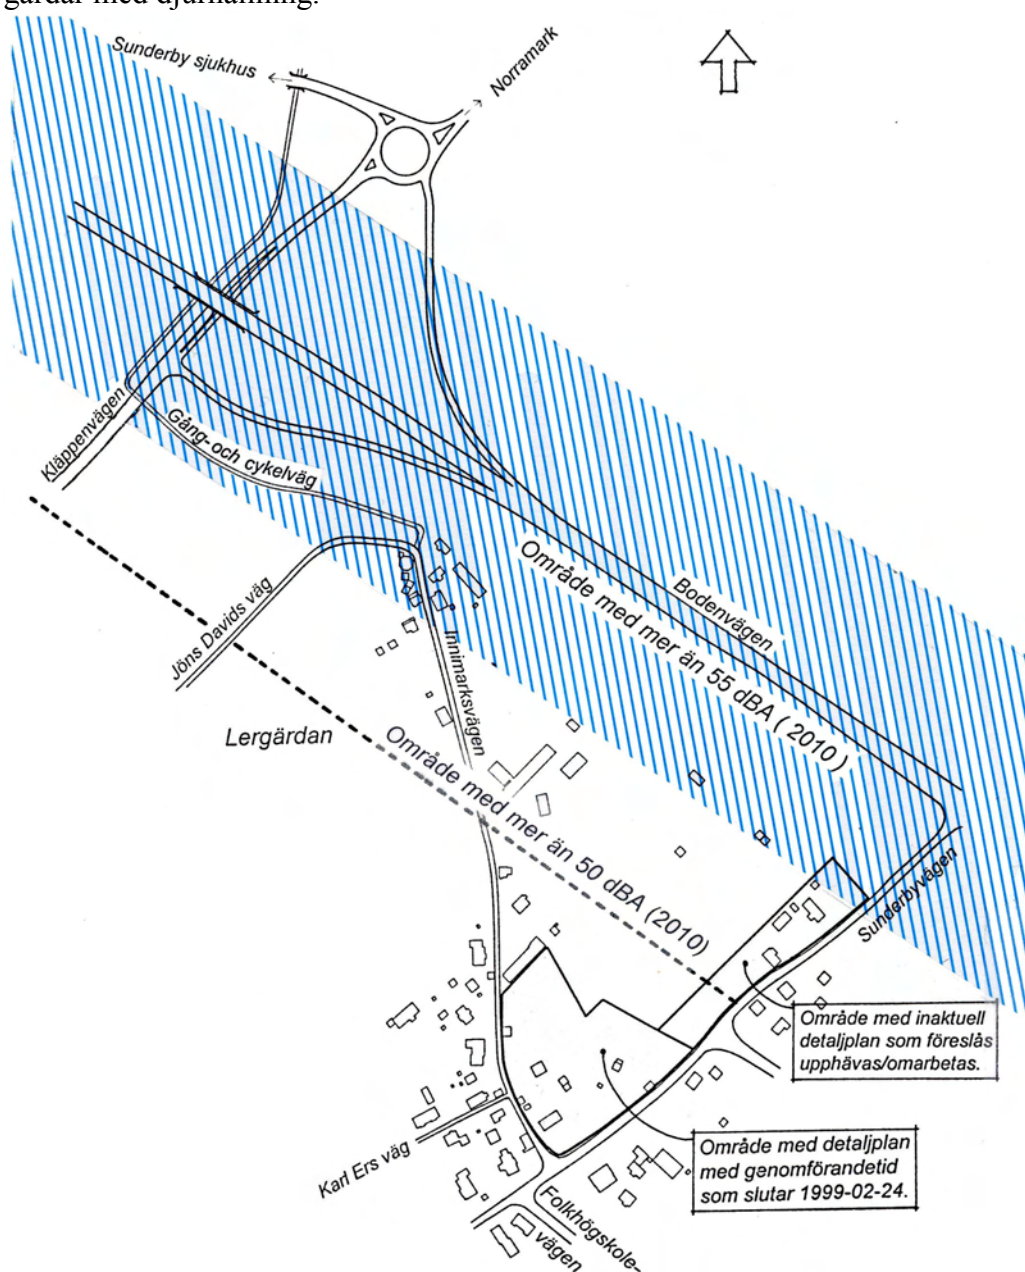 gårdar med djurhållning.
Sunderby sjukhus
Norramark
Kläppenvägen
Gång- och cykelväg
Jöns Davids väg
Innimarksvägen
Bodenvägen
Område med mer än 55 dBA ( 2010 )
Lergärdan
Område med mer än 50 dBA (2010)
Sunderbyvägen
Område med inaktuell
detaljplan som föreslås
upphävas/omarbetas.
Område med detaljplan
med genomförandetid
som slutar 1999-02-24.
Karl Ers väg
Folkhögskole-
vägen